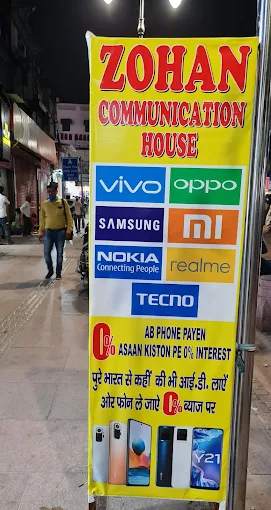 ZOHAN
COMMUNICATION
HOUSE
vivo
oppo
SAMSUNG
mi
NOKIA
Connecting People
realme
TECNO
0% AB PHONE PAYEN
ASAAN KISTON PE 0% INTEREST
पुरे भारत से कहीं की भी आई.डी. लाऐं
ओर फोन ले जाऐ 0% ब्याज पर
Y21